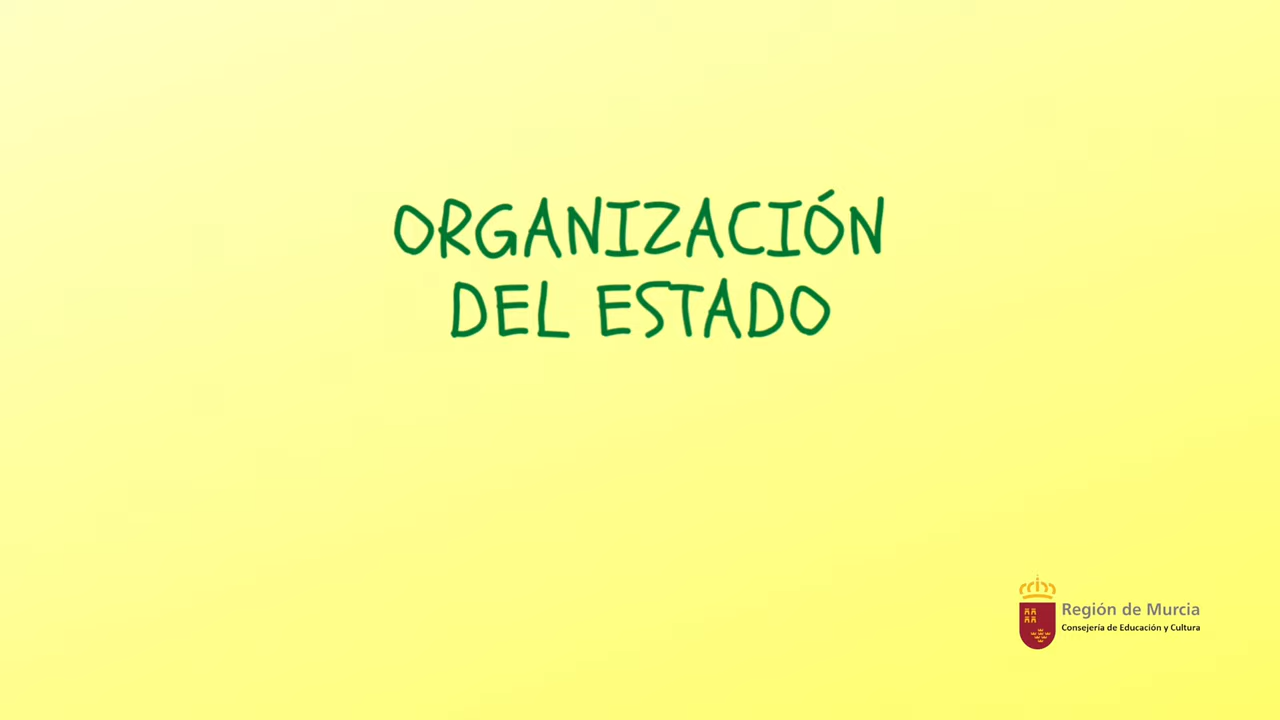 ORGANIZACIÓN
DEL ESTADO
Región de Murcia
Consejería de Educación y Cultura